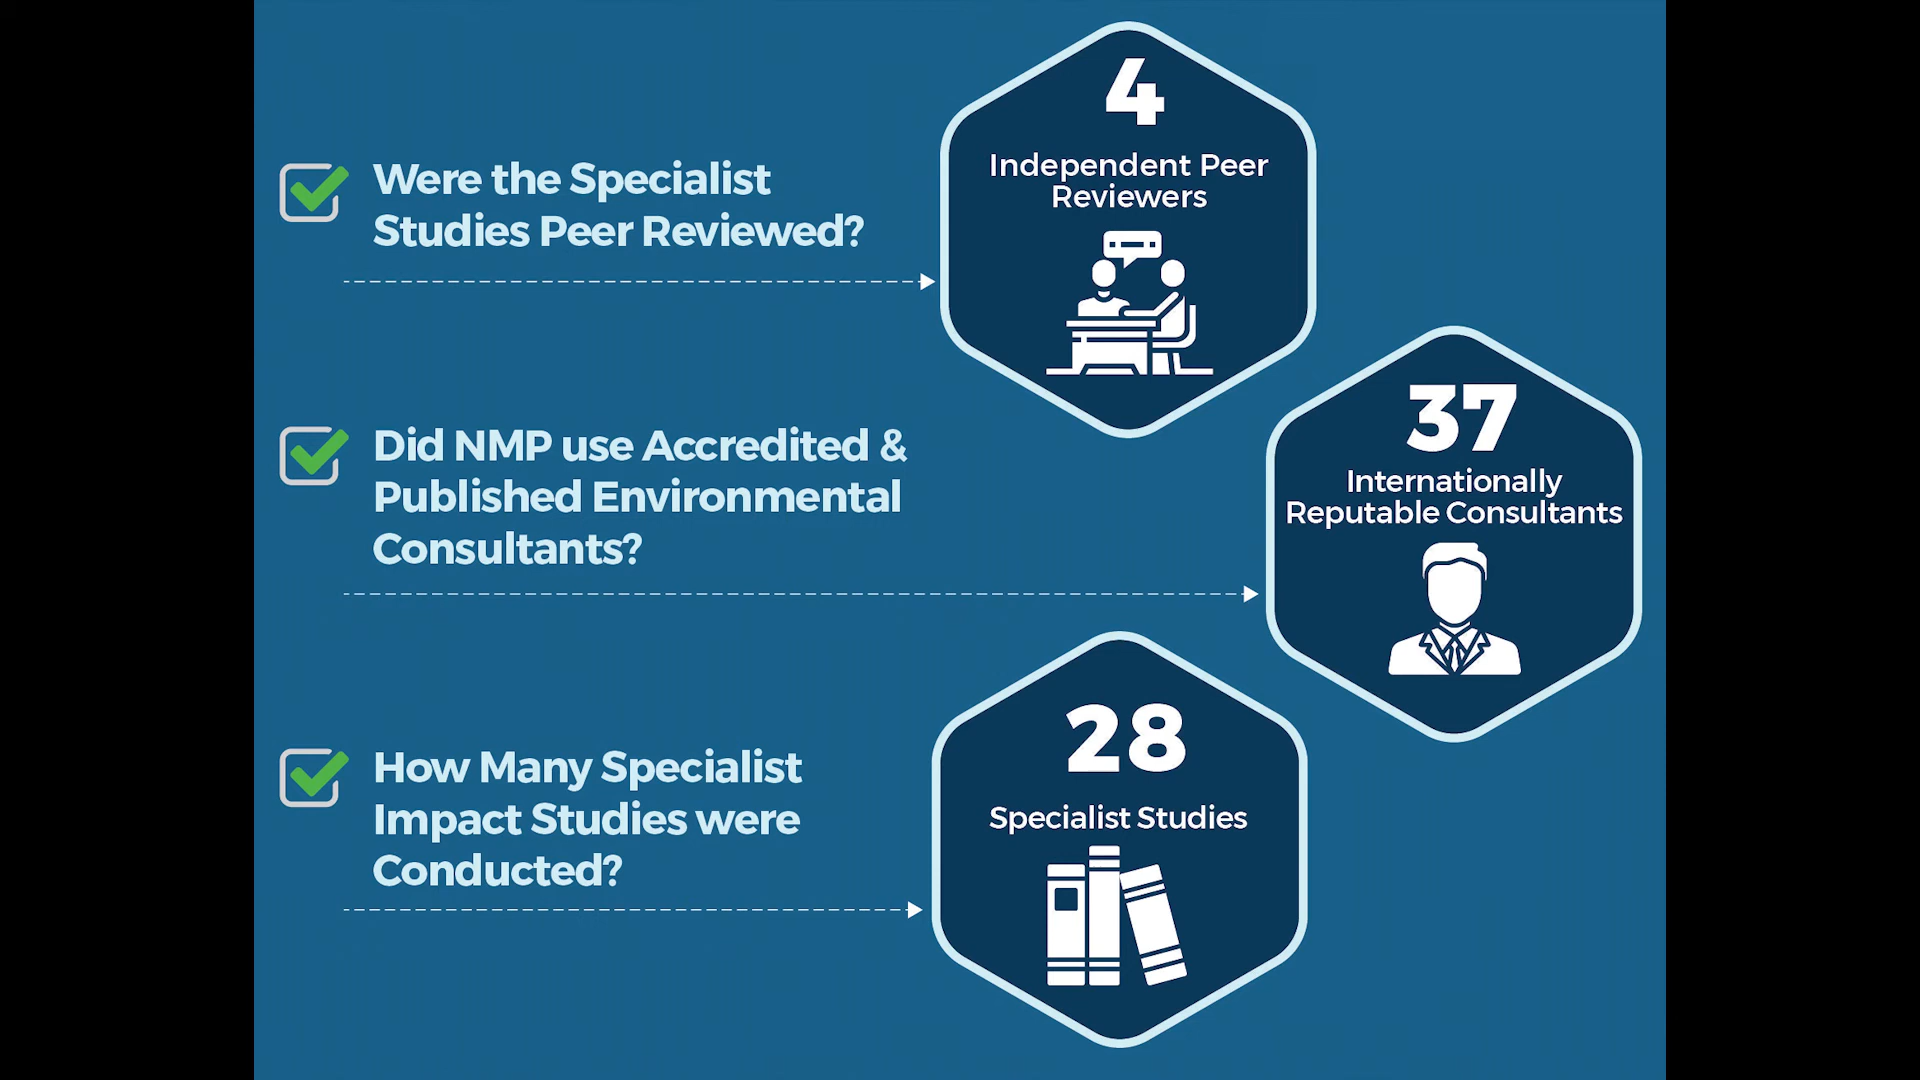 Were the Specialist
Studies Peer Reviewed?
4
Independent Peer
Reviewers
Did NMP use Accredited &
Published Environmental
Consultants?
37
Internationally
Reputable Consultants
How Many Specialist
Impact Studies were
Conducted?
28
Specialist Studies